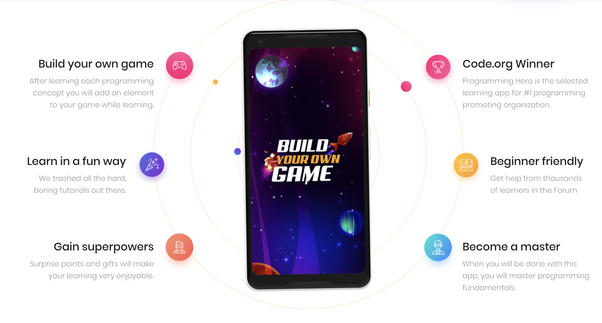 Build your own game
After learning each programming
concept you will add an element
to your game while learning.
Learn in a fun way
We trashed all the hard,
boring tutorials out there.
Gain superpowers
Surprise points and gifts will make
your learning very enjoyable.
BUILD
YOUR OWN
GAME
Code.org Winner
Programming Hero is the selected
learning app for #1 programming
promoting organization.
Beginner friendly
Get help from thousands
of learners in the Forum
Become a master
When you will be done with this
app, you will master programming
fundamentals.